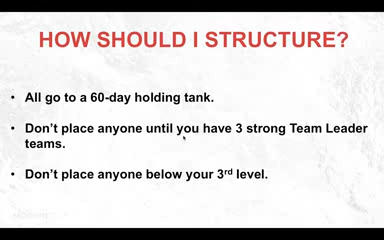 HOW SHOULD I STRUCTURE?
• All go to a 60-day holding tank.
• Don’t place anyone until you have 3 strong Team Leader
teams.
• Don’t place anyone below your 3rd level.